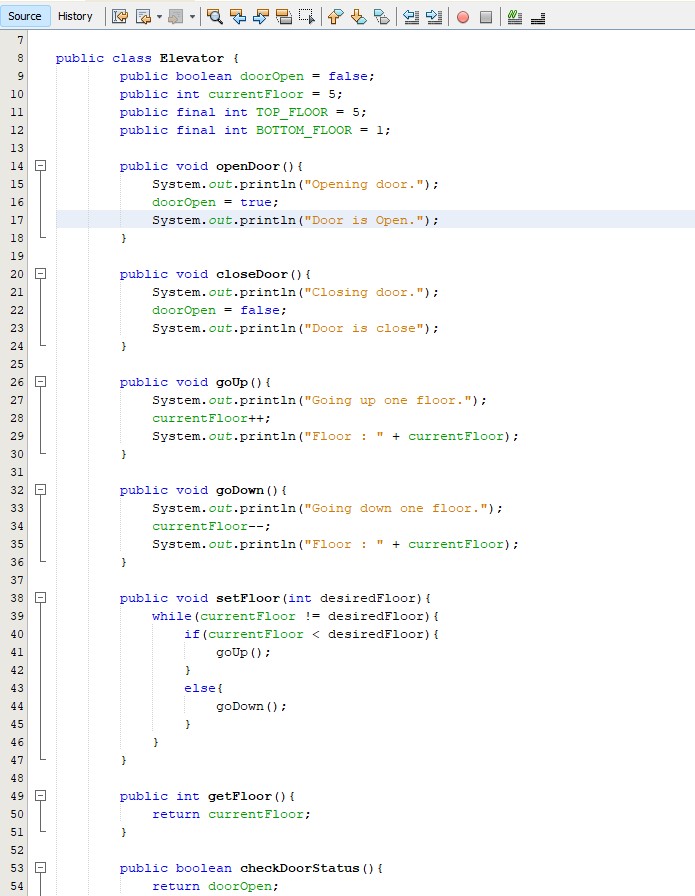 Source History
7
8 public class Elevator {
9 public boolean doorOpen = false;
10 public int currentFloor = 5;
11 public final int TOP_FLOOR = 5;
12 public final int BOTTOM_FLOOR = 1;
13
14 public void openDoor(){
15 System.out.println("Opening door.");
16 doorOpen = true;
17 System.out.println("Door is Open.");
18 }
19
20 public void closeDoor(){
21 System.out.println("Closing door.");
22 doorOpen = false;
23 System.out.println("Door is close");
24 }
25
26 public void goUp(){
27 System.out.println("Going up one floor.");
28 currentFloor++;
29 System.out.println("Floor : " + currentFloor);
30 }
31
32 public void goDown(){
33 System.out.println("Going down one floor.");
34 currentFloor--;
35 System.out.println("Floor : " + currentFloor);
36 }
37
38 public void setFloor(int desiredFloor){
39 while(currentFloor != desiredFloor){
40 if(currentFloor < desiredFloor){
41 goUp();
42 }
43 else{
44 goDown();
45 }
46 }
47 }
48
49 public int getFloor(){
50 return currentFloor;
51 }
52
53 public boolean checkDoorStatus(){
54 return doorOpen;